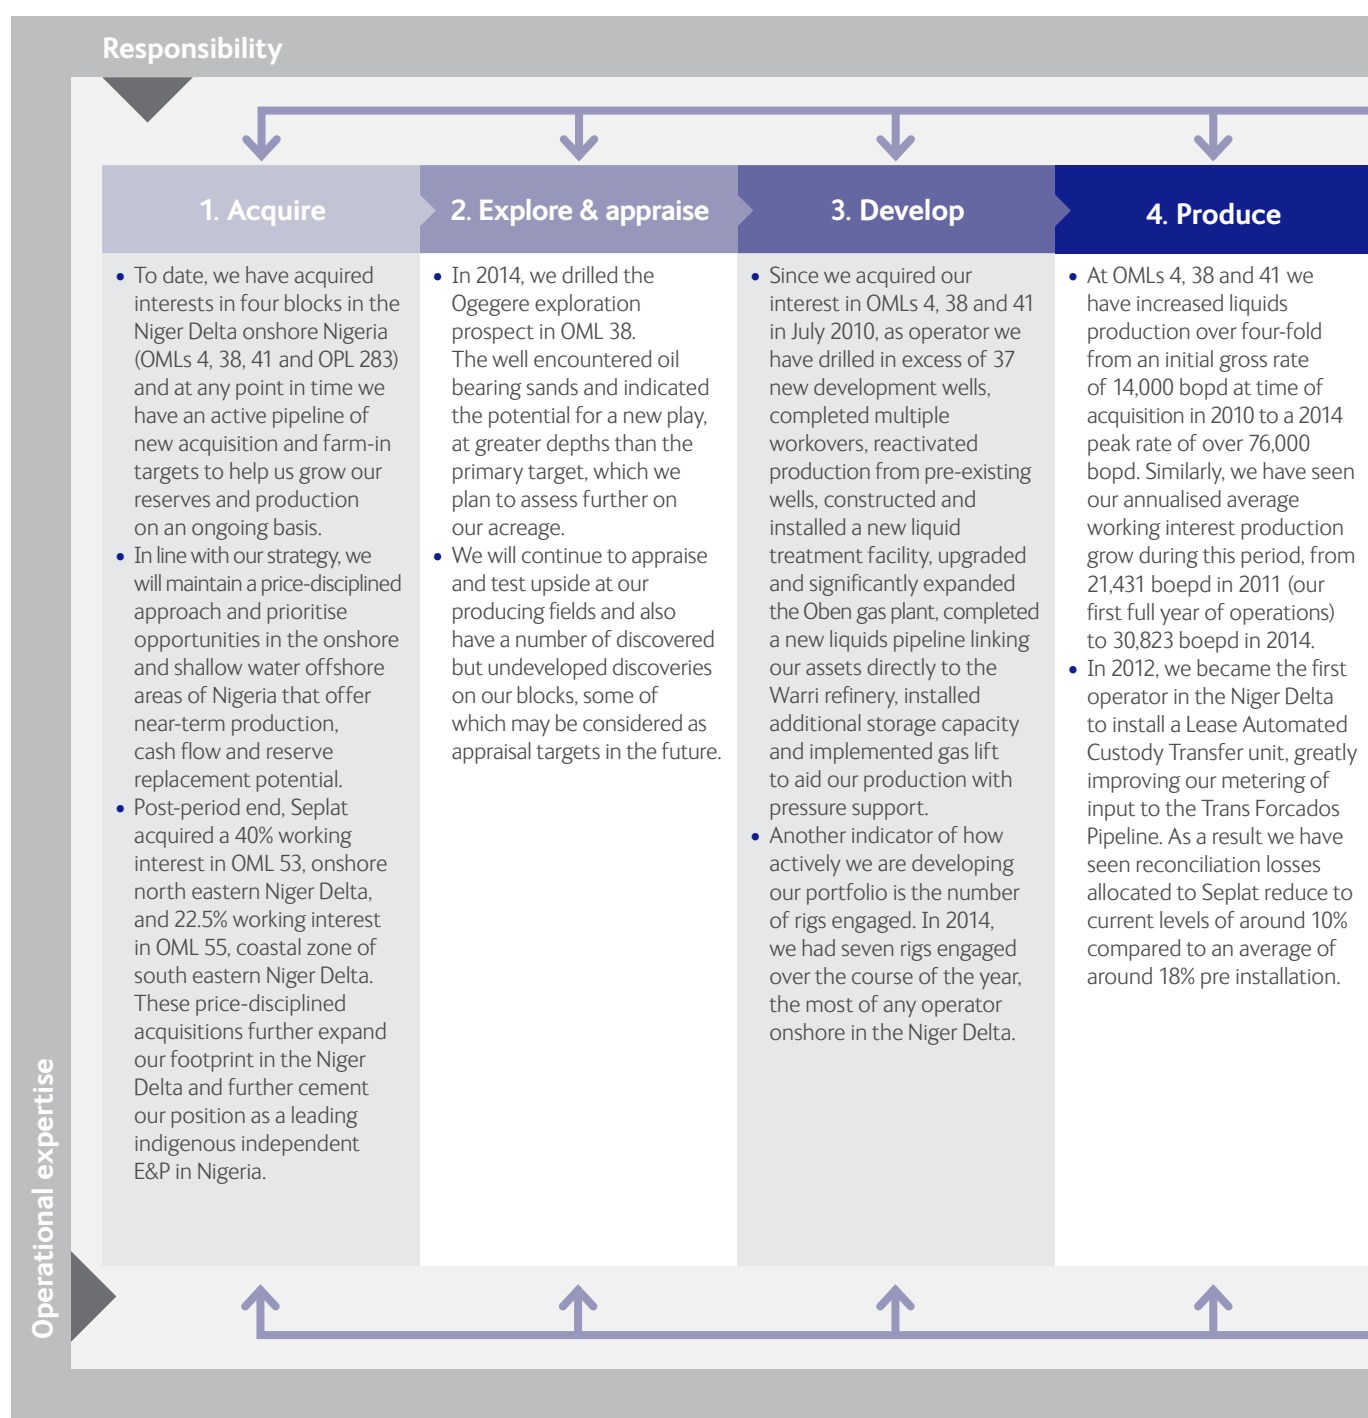 Responsibility
1. Acquire
• To date, we have acquired
interests in four blocks in the
Niger Delta onshore Nigeria
(OMLs 4, 38, 41 and OPL 283)
and at any point in time we
have an active pipeline of
new acquisition and farm-in
targets to help us grow our
reserves and production
on an ongoing basis.
• In line with our strategy, we
will maintain a price-disciplined
approach and prioritise
opportunities in the onshore
and shallow water offshore
areas of Nigeria that offer
near-term production,
cash flow and reserve
replacement potential.
• Post-period end, Seplat
acquired a 40% working
interest in OML 53, onshore
north eastern Niger Delta,
and 22.5% working interest
in OML 55, coastal zone of
south eastern Niger Delta.
These price-disciplined
acquisitions further expand
our footprint in the Niger
Delta and further cement
our position as a leading
indigenous independent
E&P in Nigeria.
2. Explore & appraise
• In 2014, we drilled the
Ogegere exploration
prospect in OML 38.
The well encountered oil
bearing sands and indicated
the potential for a new play,
at greater depths than the
primary target, which we
plan to assess further on
our acreage.
• We will continue to appraise
and test upside at our
producing fields and also
have a number of discovered
but undeveloped discoveries
on our blocks, some of
which may be considered as
appraisal targets in the future.
3. Develop
• Since we acquired our
interest in OMLs 4, 38 and 41
in July 2010, as operator we
have drilled in excess of 37
new development wells,
completed multiple
workovers, reactivated
production from pre-existing
wells, constructed and
installed a new liquid
treatment facility, upgraded
and significantly expanded
the Oben gas plant, completed
a new liquids pipeline linking
our assets directly to the
Warri refinery, installed
additional storage capacity
and implemented gas lift
to aid our production with
pressure support.
• Another indicator of how
actively we are developing
our portfolio is the number
of rigs engaged. In 2014,
we had seven rigs engaged
over the course of the year,
the most of any operator
onshore in the Niger Delta.
4. Produce
• At OMLs 4, 38 and 41 we
have increased liquids
production over four-fold
from an initial gross rate
of 14,000 bopd at time of
acquisition in 2010 to a 2014
peak rate of over 76,000
bopd. Similarly, we have seen
our annualised average
working interest production
grow during this period, from
21,431 boepd in 2011 (our
first full year of operations)
to 30,823 boepd in 2014.
• In 2012, we became the first
operator in the Niger Delta
to install a Lease Automated
Custody Transfer unit, greatly
improving our metering of
input to the Trans Forcados
Pipeline. As a result we have
seen reconciliation losses
allocated to Seplat reduce to
current levels of around 10%
compared to an average of
around 18% pre installation.
Operational expertise